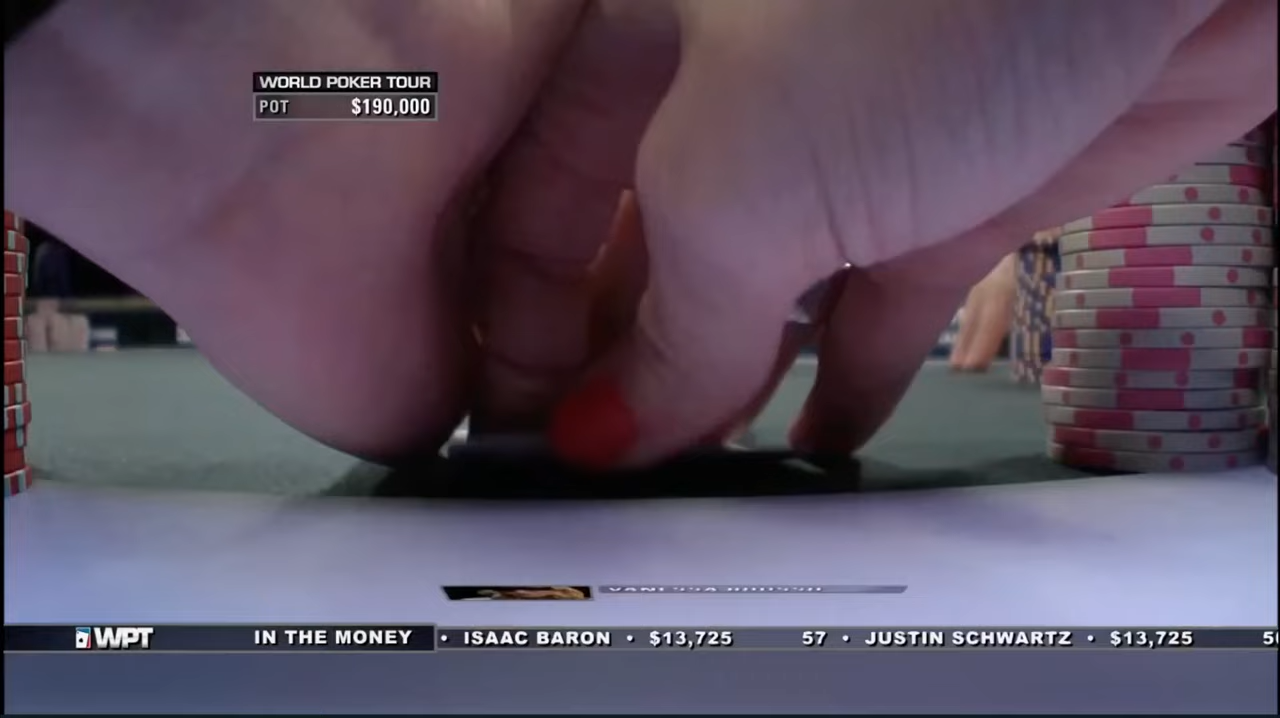 WORLD POKER TOUR
POT $190,000
WPT IN THE MONEY • ISAAC BARON • $13,725 57 • JUSTIN SCHWARTZ • $13,725